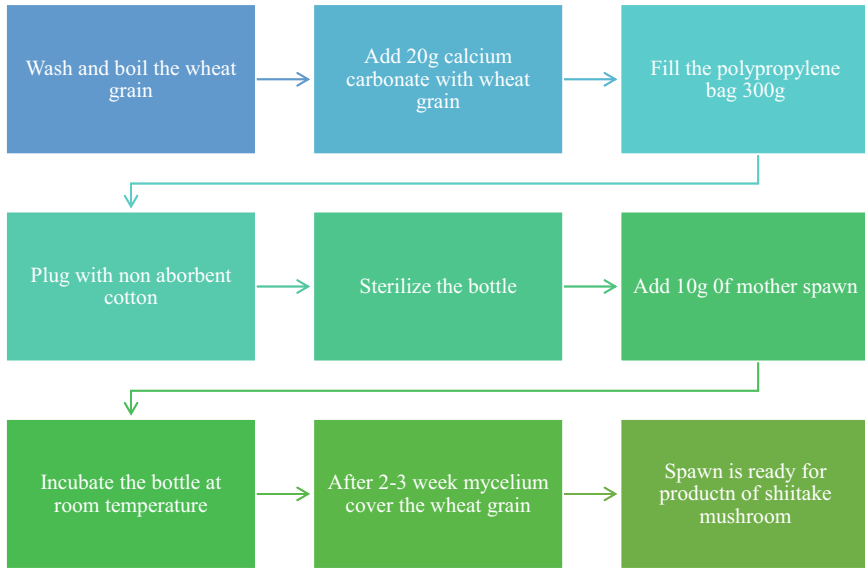 Wash and boil the wheat
grain
Add 20g calcium
carbonate with wheat
grain
Fill the polypropylene
bag 300g
Plug with non aborbent
cotton
Sterilize the bottle
Add 10g 0f mother spawn
Incubate the bottle at
room temperature
After 2-3 week mycelium
cover the wheat grain
Spawn is ready for
productn of shiitake
mushroom